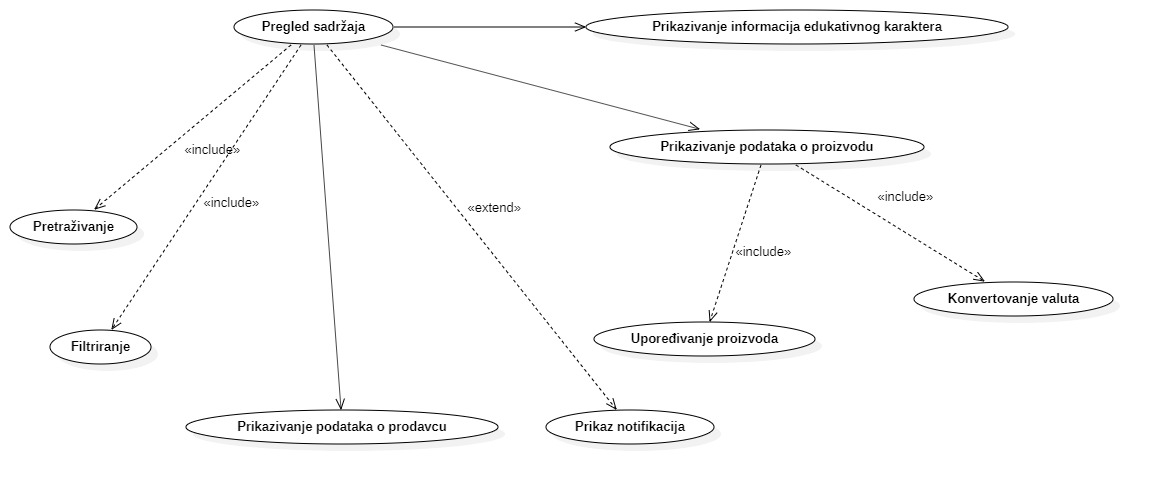 Pregled sadržaja
Prikazivanje informacija edukativnog karaktera
Prikazivanje podataka o proizvodu
«include»
«include»
«include»
«extend»
Pretraživanje
«include»
Konvertovanje valuta
Upoređivanje proizvoda
Filtriranje
Prikazivanje podataka o prodavcu
Prikaz notifikacija